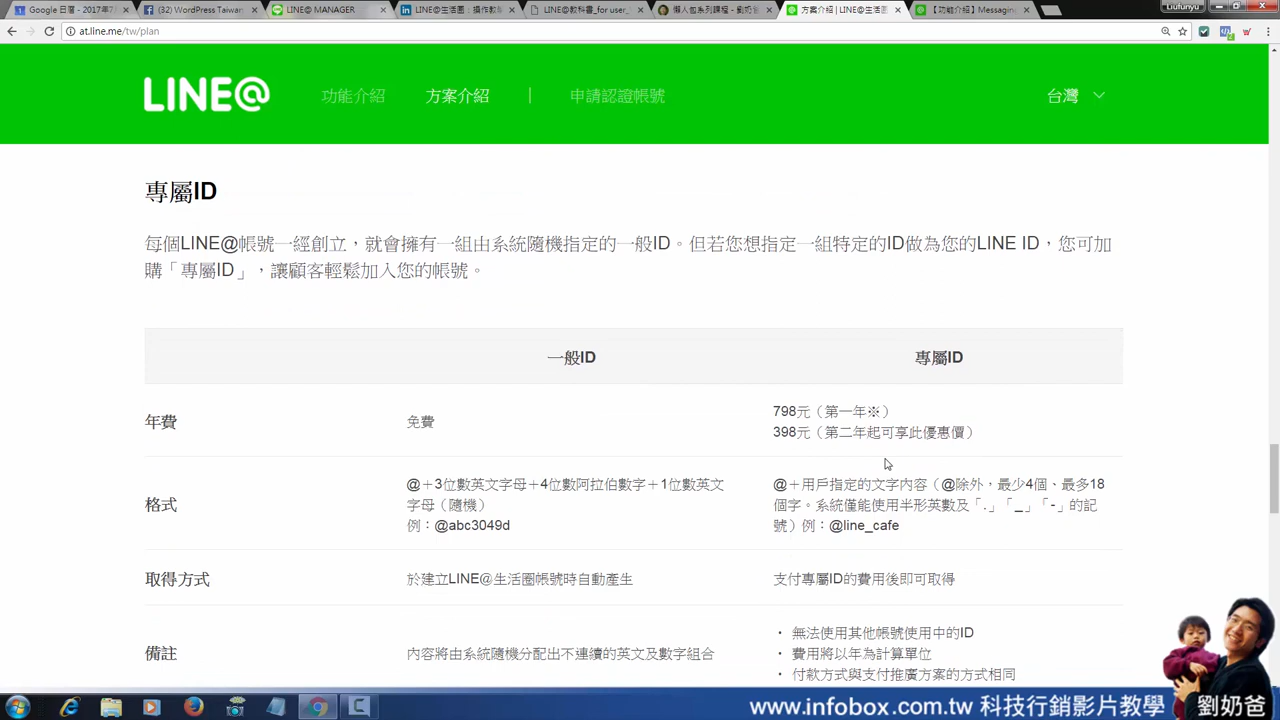 Google 日曆 - 2017年7
(32) WordPress Taiwan
LINE@ MANAGER
LINE@生活圈 | 操作教
LINE@教科書_for user_
懶人包系列課程 - 劉奶爸
方案介紹 | LINE@生活圈
【功能介紹】Messaging
Liufunyu
at.line.me/tw/plan
LINE@
功能介紹
方案介紹
申請認證帳號
台灣
專屬ID
每個LINE@帳號一經創立，就會擁有一組由系統隨機指定的一般ID。但若您想指定一組特定的ID做為您的LINE ID，您可加
購「專屬ID」，讓顧客輕鬆加入您的帳號。
一般ID
專屬ID
年費
免費
798元（第一年※）
398元（第二年起可享此優惠價）
格式
@＋3位數英文字母＋4位數阿拉伯數字＋1位數英文
字母（隨機）
例：@abc3049d
@＋用戶指定的文字內容（@除外，最少4個、最多18
個字。系統僅能使用半形英數及「.」「_」「-」的記
號）例：@line_cafe
取得方式
於建立LINE@生活圈帳號時自動產生
支付專屬ID的費用後即可取得
備註
內容將由系統隨機分配出不連續的英文及數字組合
・ 無法使用其他帳號使用中的ID
・ 費用將以年為計算單位
・ 付款方式與支付推廣方案的方式相同
www.infobox.com.tw 科技行銷影片教學
劉奶爸